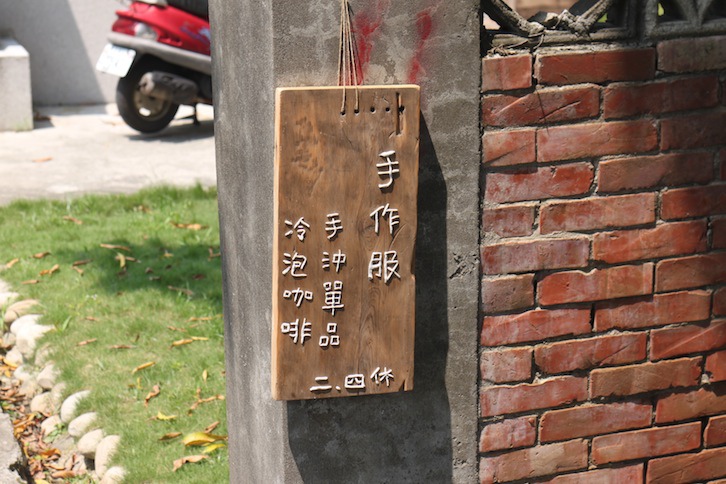 手作服
手沖單品
冷泡咖啡
二、四休